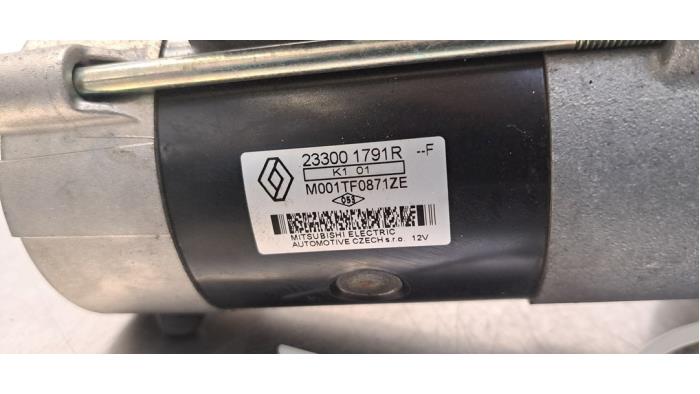 23300 1791R --F
K1 01
M001TF0871ZE
MITSUBISHI ELECTRIC
AUTOMOTIVE CZECH s.r.o. 12V